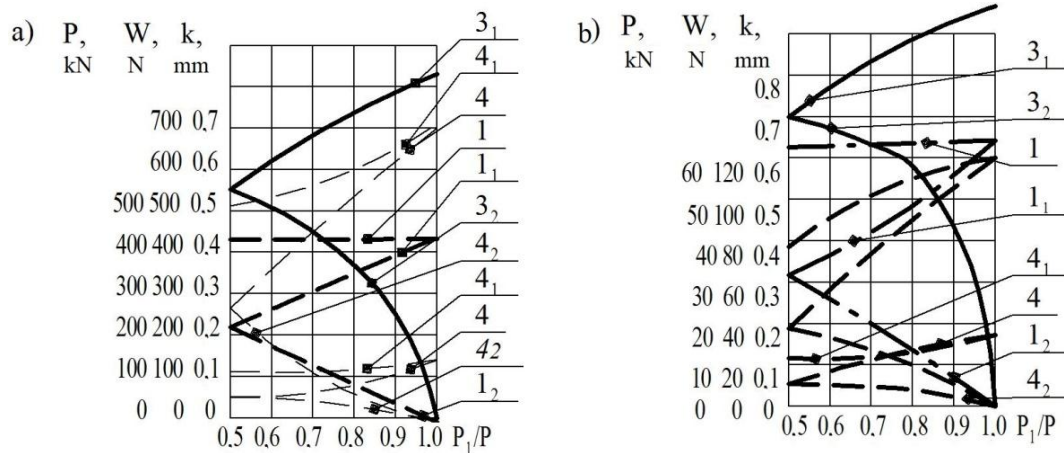 a) P, W, k,
kN N mm
700 0,7
600 0,6
500 500 0,5
400 400 0,4
300 300 0,3
200 200 0,2
100 100 0,1
0 0 0
0,5 0,6 0,7 0,8 0,9 1,0 P₁/P
3₁
4₁
4
1
1₁
3₂
4₂
4₁
4
42
1₂
b) P, W, k,
kN N mm
0,8
0,7
60 120 0,6
50 100 0,5
40 80 0,4
30 60 0,3
20 40 0,2
10 20 0,1
0 0 0
0,5 0,6 0,7 0,8 0,9 1,0 P₁/P
3₁
3₂
1
1₁
4₁
4
1₂
4₂